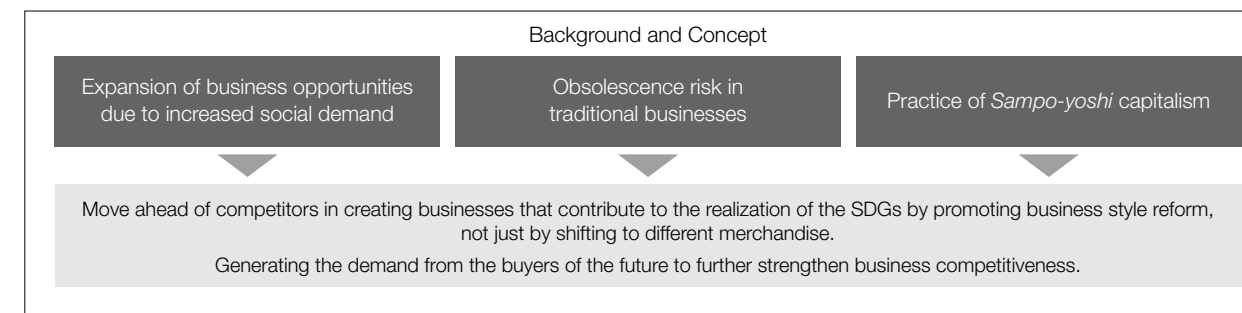 Background and Concept
Expansion of business opportunities
due to increased social demand
Obsolescence risk in
traditional businesses
Practice of Sampo-yoshi capitalism
Move ahead of competitors in creating businesses that contribute to the realization of the SDGs by promoting business style reform,
not just by shifting to different merchandise.
Generating the demand from the buyers of the future to further strengthen business competitiveness.